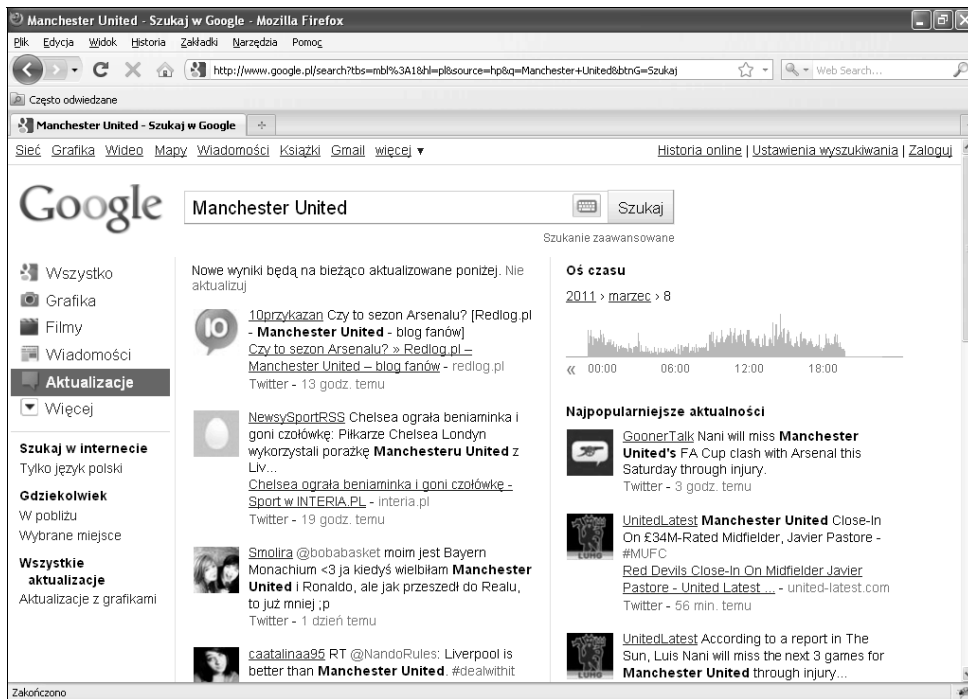 Manchester United - Szukaj w Google - Mozilla Firefox
Plik Edycja Widok Historia Zakładki Narzędzia Pomoc
http://www.google.pl/search?tbs=mbl%3A1&hl=pl&source=hp&q=Manchester+United&btnG=Szukaj
Web Search...
Często odwiedzane
Manchester United - Szukaj w Google
Sieć Grafika Wideo Mapy Wiadomości Książki Gmail więcej ▼
Historia online | Ustawienia wyszukiwania | Zaloguj
Google
Manchester United
Szukaj
Szukanie zaawansowane
Wszystko
Grafika
Filmy
Wiadomości
Aktualizacje
Więcej
Szukaj w internecie
Tylko język polski
Gdziekolwiek
W pobliżu
Wybrane miejsce
Wszystkie
aktualizacje
Aktualizacje z grafikami
Nowe wyniki będą na bieżąco aktualizowane poniżej. Nie
aktualizuj
10
10przykazan Czy to sezon Arsenalu? [Redlog.pl
- Manchester United - blog fanów]
Czy to sezon Arsenalu? » Redlog.pl –
Manchester United – blog fanów - redlog.pl
Twitter - 13 godz. temu
NewsySportRSS Chelsea ograła beniaminka i
goni czołówkę: Piłkarze Chelsea Londyn
wykorzystali porażkę Manchesteru United z
Liv...
Chelsea ograła beniaminka i goni czołówkę -
Sport w INTERIA.PL - interia.pl
Twitter - 19 godz. temu
Smolira @bobabasket moim jest Bayern
Monachium <3 ja kiedyś wielbiłam Manchester
United i Ronaldo, ale jak przeszedł do Realu,
to już mniej ;p
Twitter - 1 dzień temu
caatalinaa95 RT @NandoRules: Liverpool is
better than Manchester United. #dealwithit
Oś czasu
2011 › marzec › 8
« 00:00 06:00 12:00 18:00
Najpopularniejsze aktualności
GoonerTalk Nani will miss Manchester
United's FA Cup clash with Arsenal this
Saturday through injury.
Twitter - 3 godz. temu
LUHG
UnitedLatest Manchester United Close-In
On £34M-Rated Midfielder, Javier Pastore -
#MUFC
Red Devils Close-In On Midfielder Javier
Pastore - United Latest ... - united-latest.com
Twitter - 56 min. temu
LUHG
UnitedLatest According to a report in The
Sun, Luis Nani will miss the next 3 games for
Manchester United through injury...
Zakończono